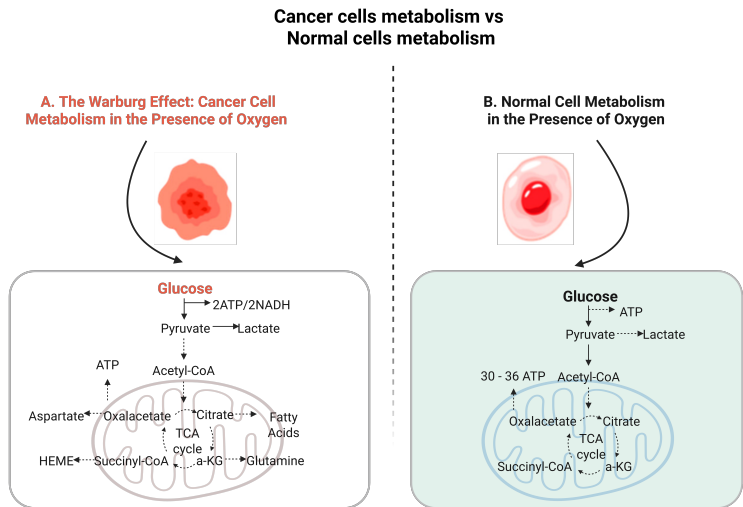 Cancer cells metabolism vs
Normal cells metabolism
A. The Warburg Effect: Cancer Cell
Metabolism in the Presence of Oxygen
Glucose
2ATP/2NADH
Pyruvate
Lactate
Acetyl-CoA
ATP
Aspartate
Oxalacetate
Citrate
Fatty
Acids
TCA
cycle
HEME
Succinyl-CoA
a-KG
Glutamine
B. Normal Cell Metabolism
in the Presence of Oxygen
Glucose
ATP
Pyruvate
Lactate
30 - 36 ATP
Acetyl-CoA
Oxalacetate
Citrate
TCA
cycle
Succinyl-CoA
a-KG